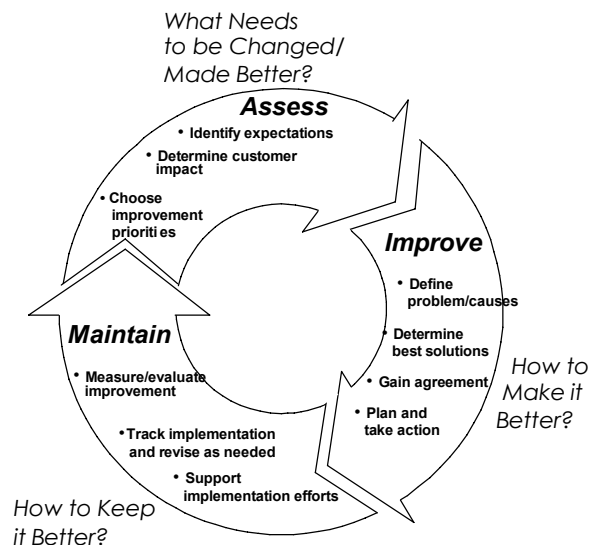 What Needs
to be Changed/
Made Better?
Assess
• Identify expectations
• Determine customer
impact
• Choose
improvement
priorities
Improve
• Define
problem/causes
• Determine
best solutions
• Gain agreement
• Plan and
take action
How to
Make it
Better?
Maintain
• Measure/evaluate
improvement
•Track implementation
and revise as needed
• Support
implementation efforts
How to Keep
it Better?